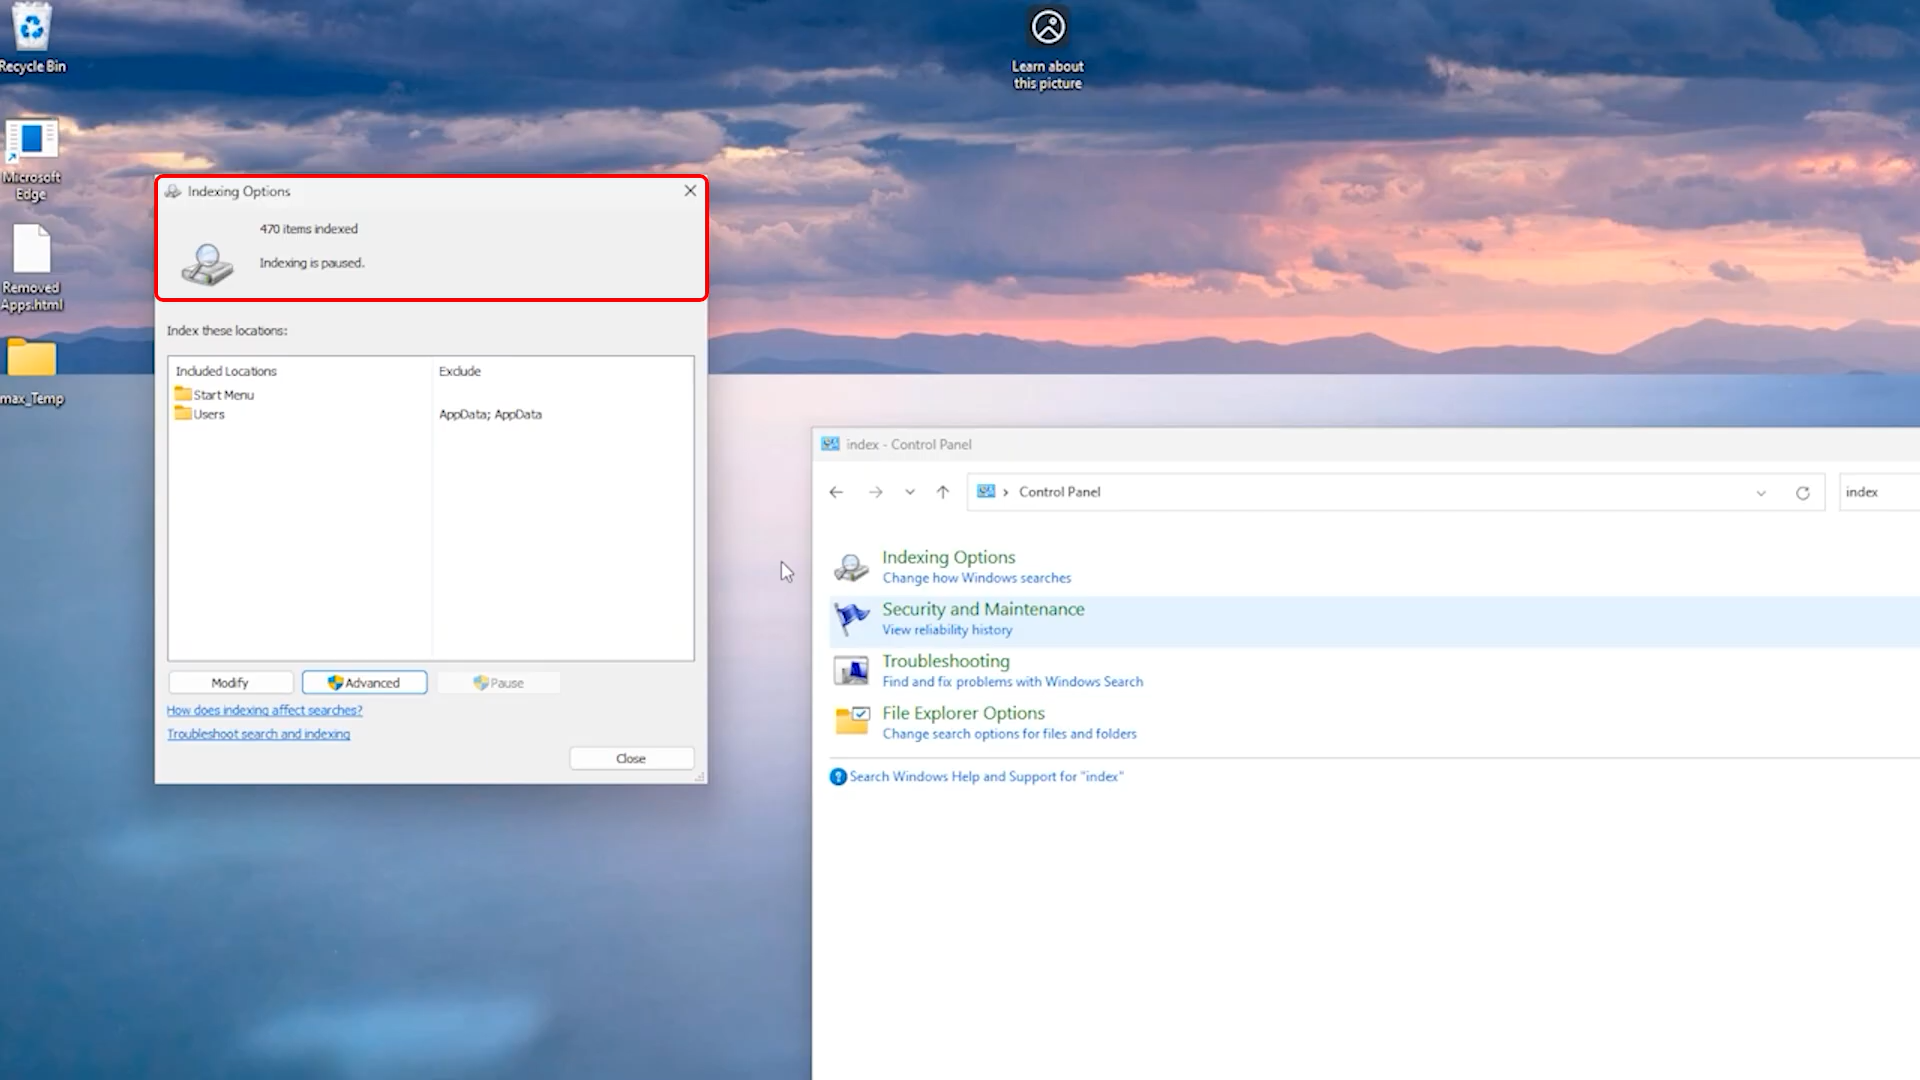 Recycle Bin
Learn about
this picture
Microsoft
Edge
Removed
Apps.html
max_Temp
Indexing Options
470 items indexed
Indexing is paused.
Index these locations:
Included Locations
Exclude
Start Menu
Users
AppData; AppData
Modify
Advanced
Pause
How does indexing affect searches?
Troubleshoot search and indexing
Close
index - Control Panel
Control Panel
index
Indexing Options
Change how Windows searches
Security and Maintenance
View reliability history
Troubleshooting
Find and fix problems with Windows Search
File Explorer Options
Change search options for files and folders
Search Windows Help and Support for "index"